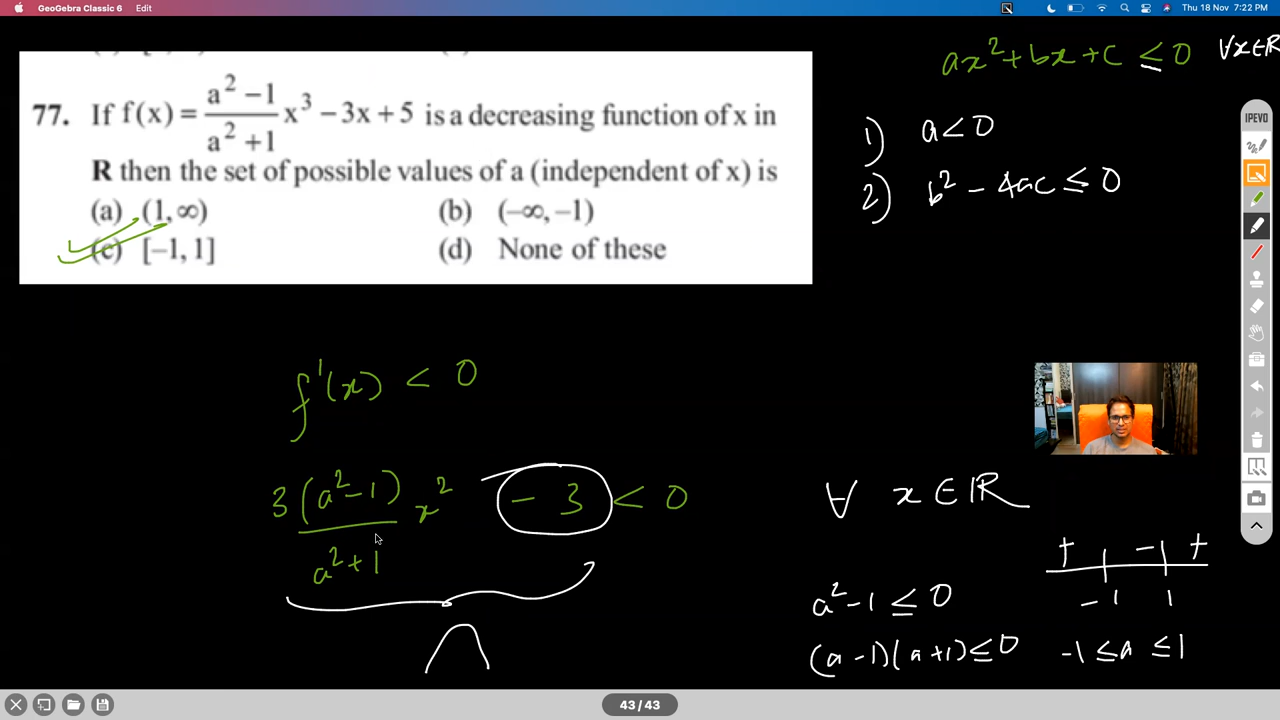 GeoGebra Classic 6 Edit Thu 18 Nov 7:22 PM
77. If f(x) = \frac{a² − 1}{a² + 1} x³ − 3x + 5 is a decreasing function of x in
R then the set of possible values of a (independent of x) is
(a) (1, ∞) (b) (−∞, −1)
(c) [−1, 1] (d) None of these
ax² + bx + c ≤ 0 ∀x∈R
1) a < 0
2) b² − 4ac ≤ 0
IPEVO
f'(x) < 0
3(a² − 1)/(a² + 1) x² − 3 < 0
∀ x ∈ R
+ − +
−1 1
a² − 1 ≤ 0
(a − 1)(a + 1) ≤ 0 −1 ≤ a ≤ 1
43 / 43